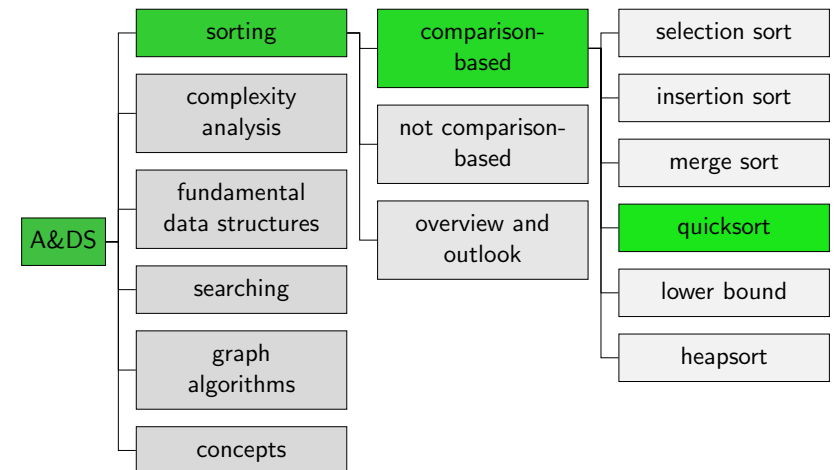 A&DS
sorting
complexity
analysis
fundamental
data structures
searching
graph
algorithms
concepts
comparison-
based
not comparison-
based
overview and
outlook
selection sort
insertion sort
merge sort
quicksort
lower bound
heapsort